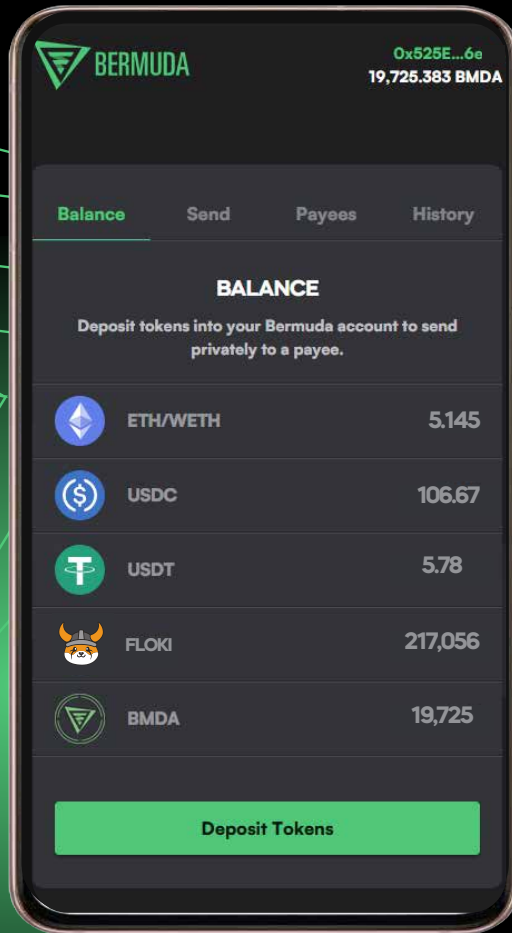 BERMUDA
0x525E...6e
19,725.383 BMDA
Balance Send Payees History
BALANCE
Deposit tokens into your Bermuda account to send
privately to a payee.
ETH/WETH 5.145
USDC 106.67
USDT 5.78
FLOKI 217,056
BMDA 19,725
Deposit Tokens